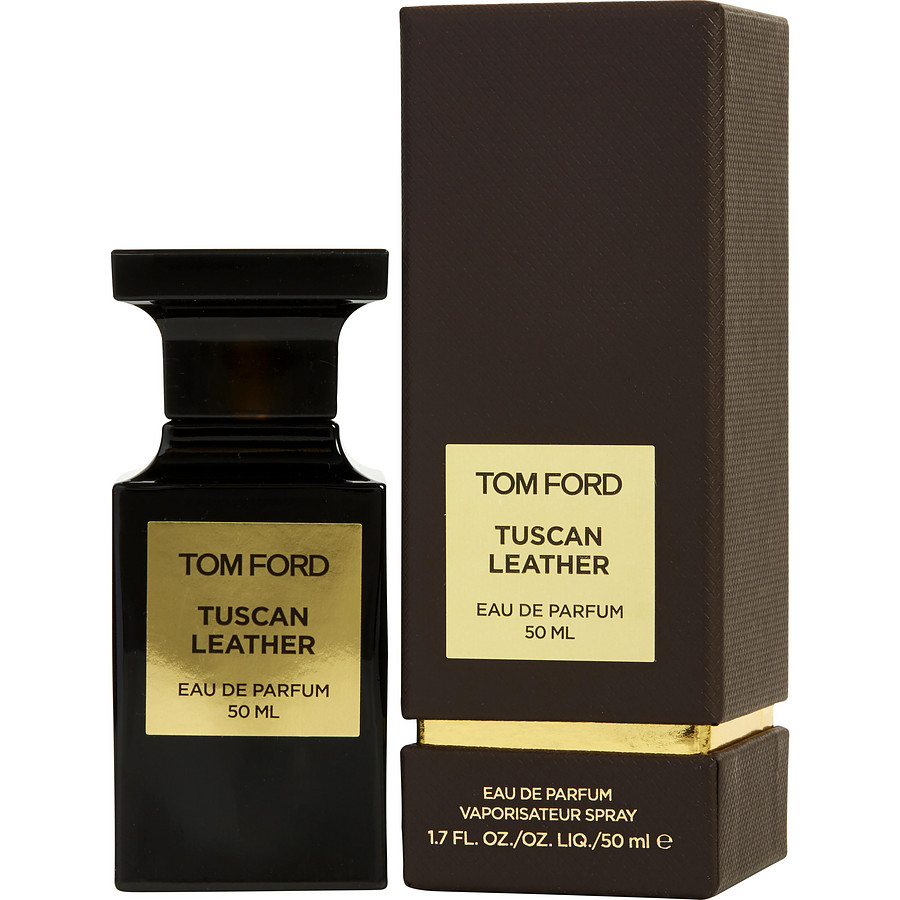 TOM FORD
TUSCAN
LEATHER
EAU DE PARFUM
50 ML
TOM FORD
TUSCAN
LEATHER
EAU DE PARFUM
50 ML
EAU DE PARFUM
VAPORISATEUR SPRAY
1.7 FL. OZ./OZ. LIQ./50 ml ℮